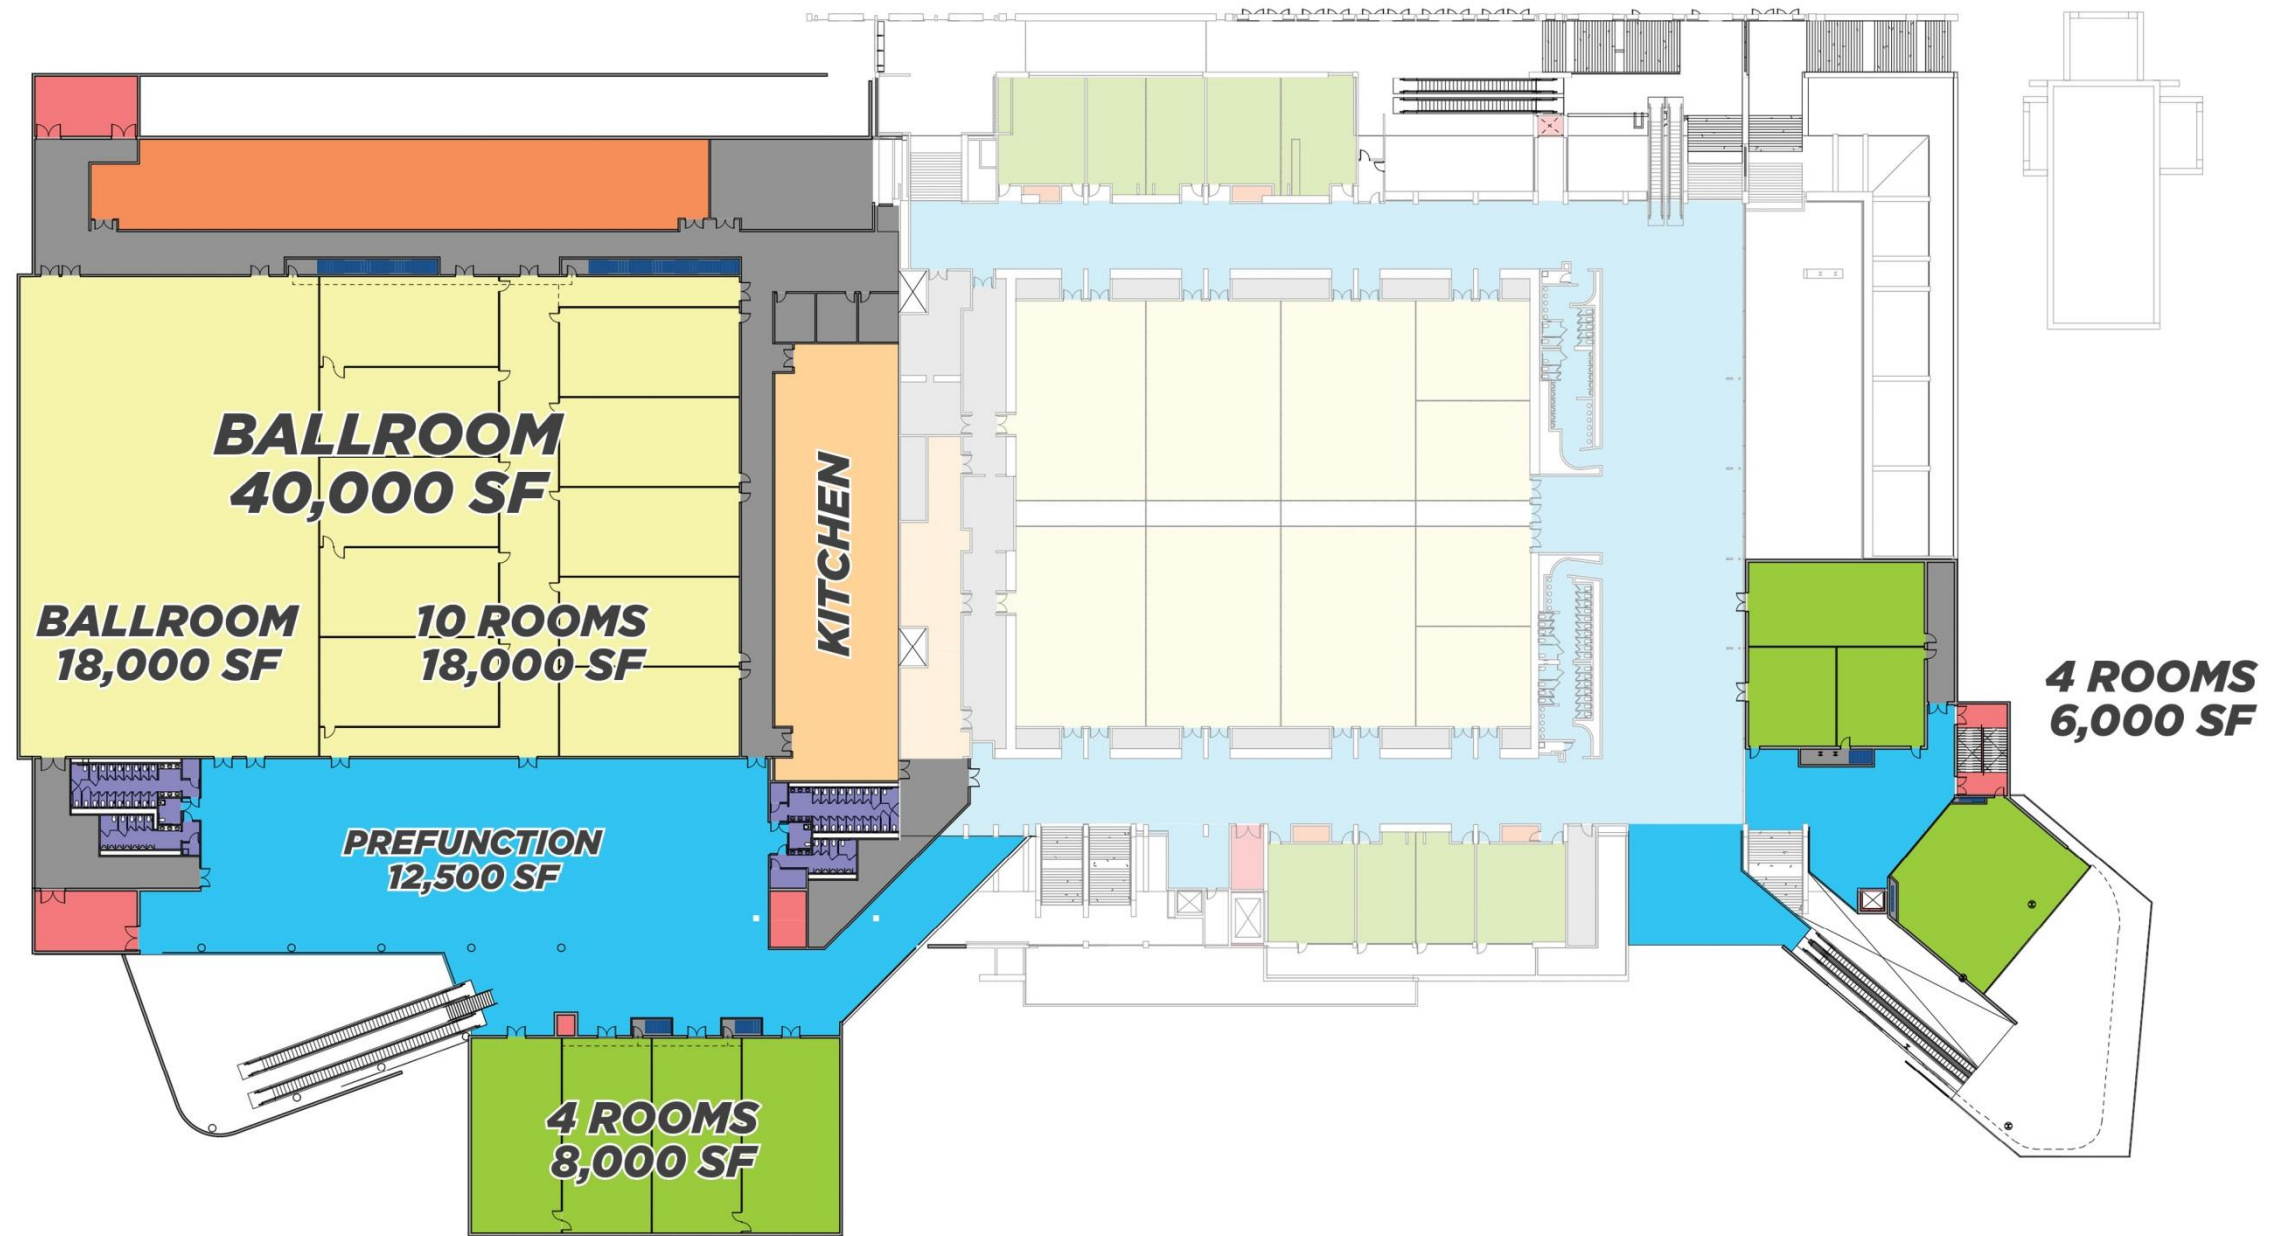 BALLROOM
40,000 SF
BALLROOM
18,000 SF
10 ROOMS
18,000 SF
KITCHEN
4 ROOMS
6,000 SF
PREFUNCTION
12,500 SF
4 ROOMS
8,000 SF